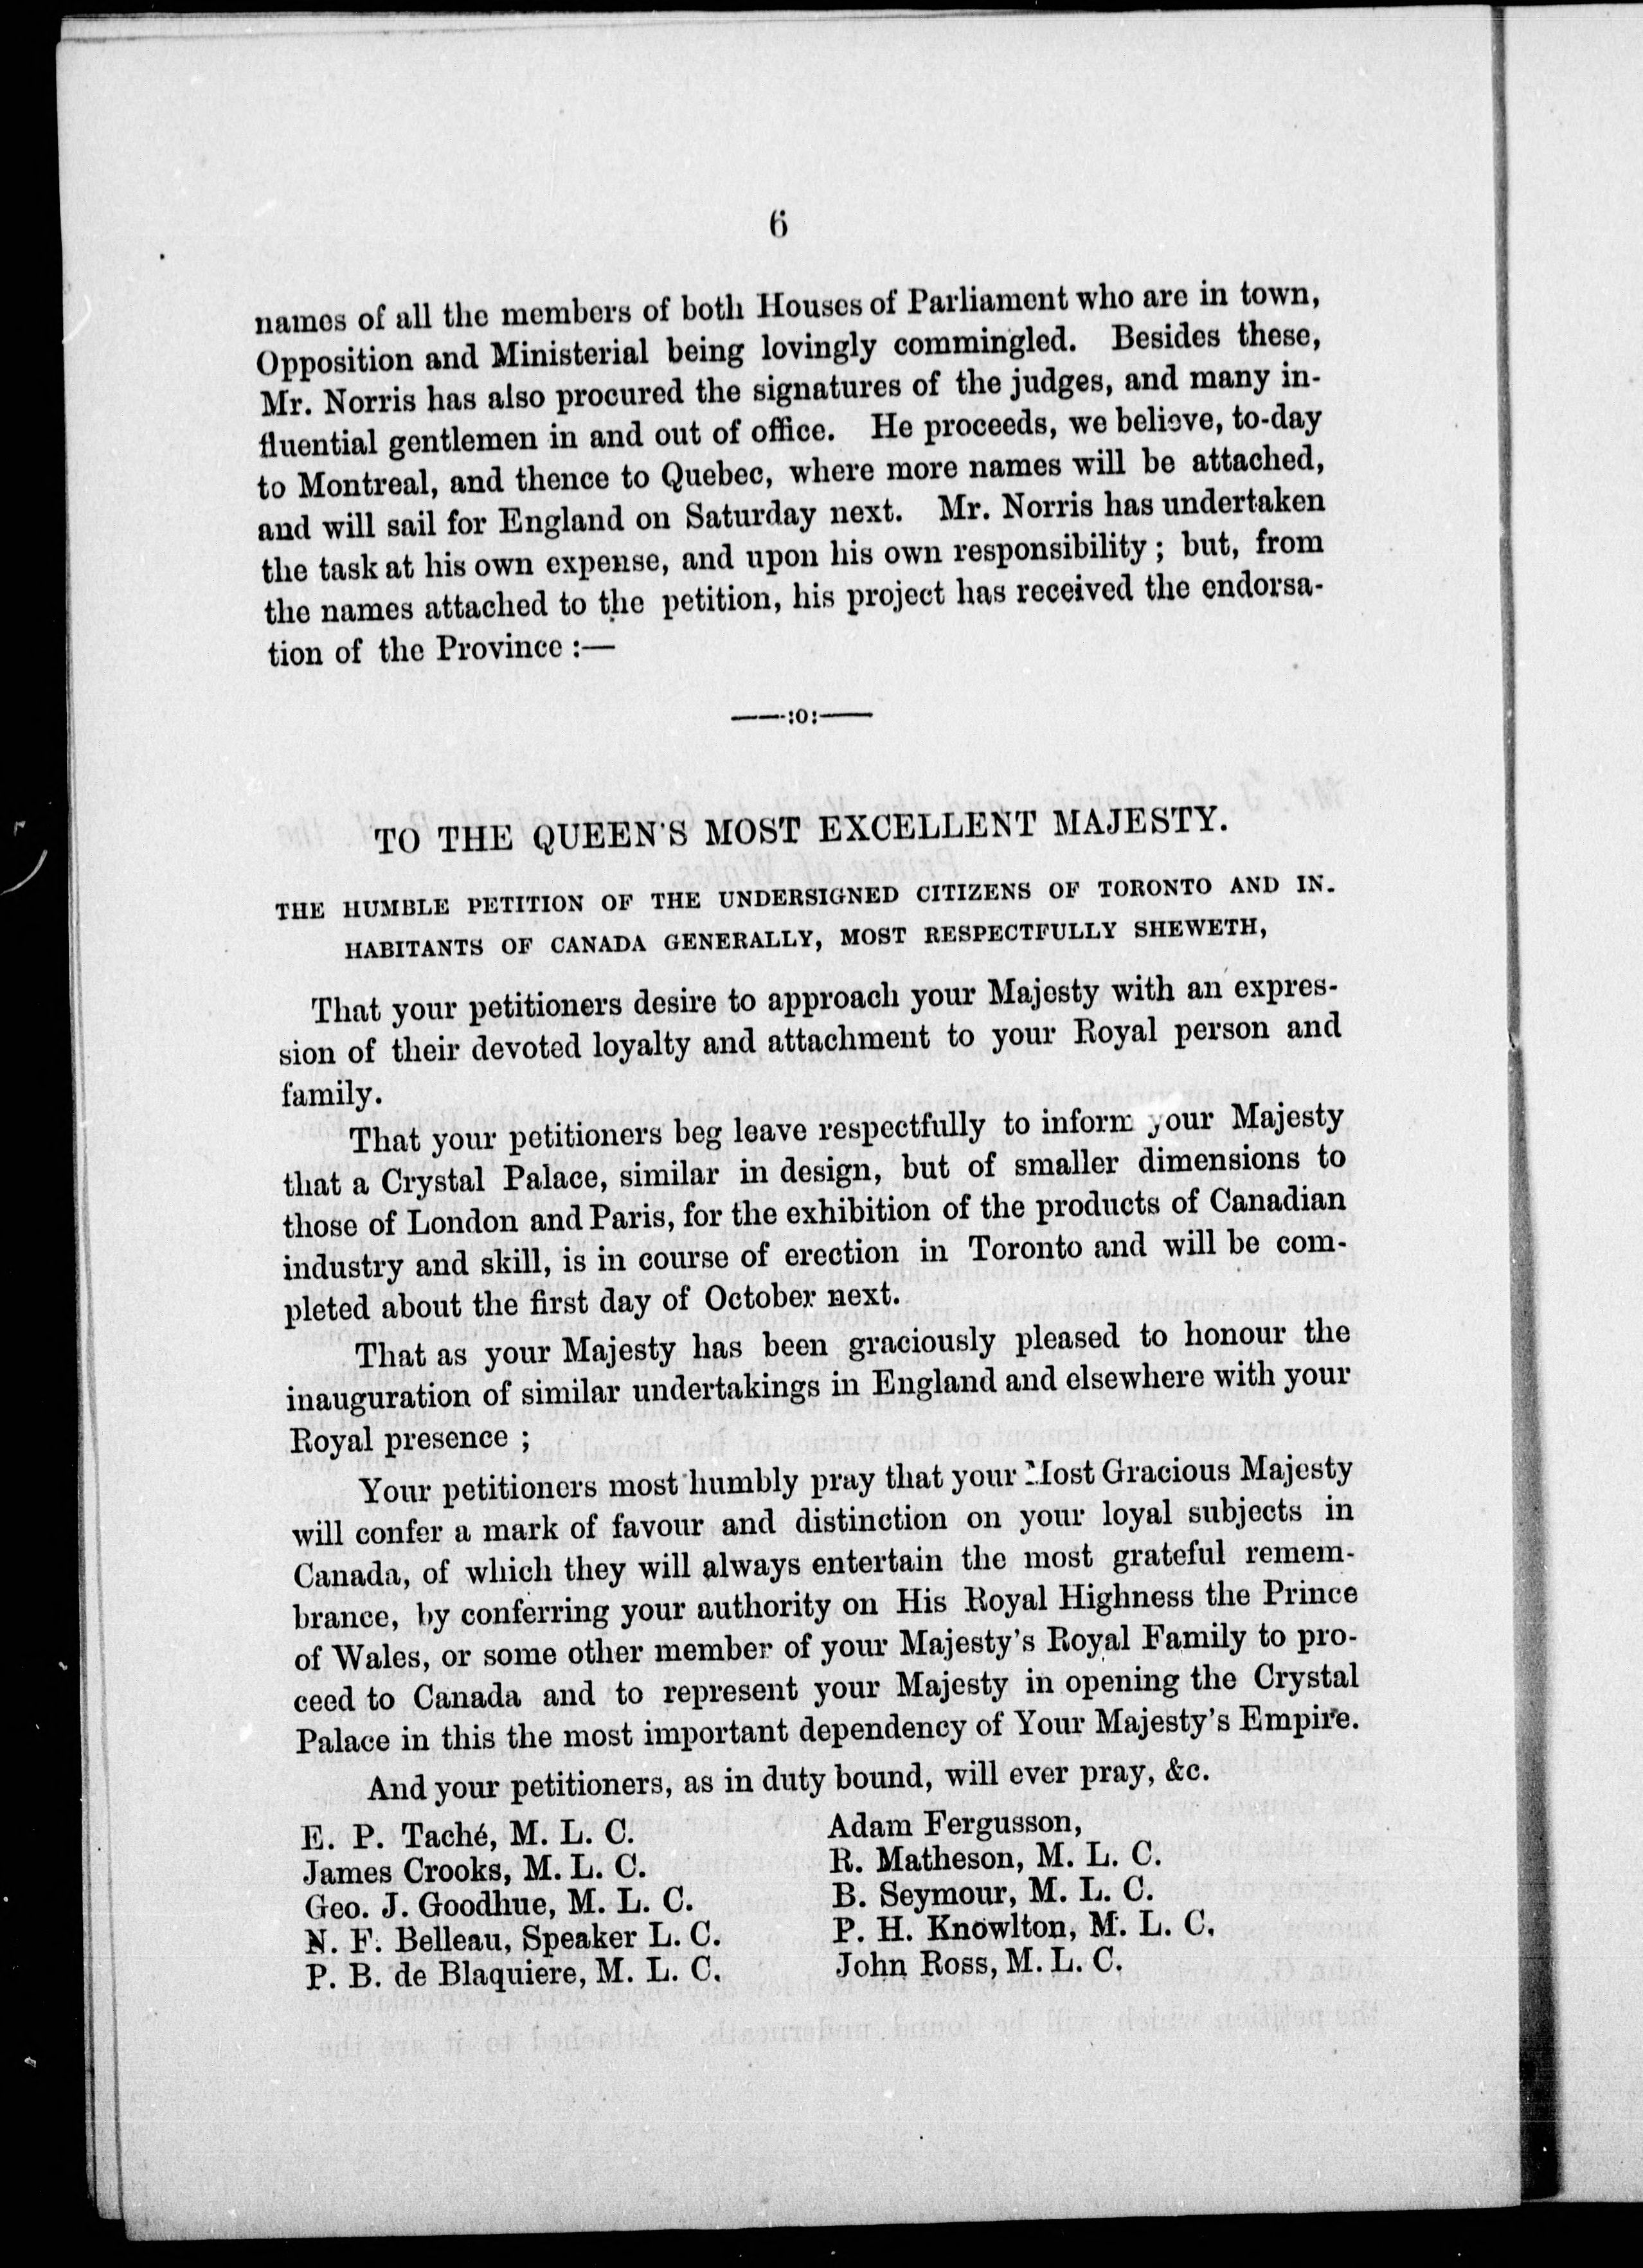 6
names of all the members of both Houses of Parliament who are in town,
Opposition and Ministerial being lovingly commingled. Besides these,
Mr. Norris has also procured the signatures of the judges, and many in-
fluential gentlemen in and out of office. He proceeds, we believe, to-day
to Montreal, and thence to Quebec, where more names will be attached,
and will sail for England on Saturday next. Mr. Norris has undertaken
the task at his own expense, and upon his own responsibility; but, from
the names attached to the petition, his project has received the endorsa-
tion of the Province :—
——:o:——
TO THE QUEEN'S MOST EXCELLENT MAJESTY.
THE HUMBLE PETITION OF THE UNDERSIGNED CITIZENS OF TORONTO AND IN-
HABITANTS OF CANADA GENERALLY, MOST RESPECTFULLY SHEWETH,
That your petitioners desire to approach your Majesty with an expres-
sion of their devoted loyalty and attachment to your Royal person and
family.
That your petitioners beg leave respectfully to inform your Majesty
that a Crystal Palace, similar in design, but of smaller dimensions to
those of London and Paris, for the exhibition of the products of Canadian
industry and skill, is in course of erection in Toronto and will be com-
pleted about the first day of October next.
That as your Majesty has been graciously pleased to honour the
inauguration of similar undertakings in England and elsewhere with your
Royal presence ;
Your petitioners most humbly pray that your Most Gracious Majesty
will confer a mark of favour and distinction on your loyal subjects in
Canada, of which they will always entertain the most grateful remem-
brance, by conferring your authority on His Royal Highness the Prince
of Wales, or some other member of your Majesty's Royal Family to pro-
ceed to Canada and to represent your Majesty in opening the Crystal
Palace in this the most important dependency of Your Majesty's Empire.
And your petitioners, as in duty bound, will ever pray, &c.
E. P. Taché, M. L. C.
James Crooks, M. L. C.
Geo. J. Goodhue, M. L. C.
N. F. Belleau, Speaker L. C.
P. B. de Blaquiere, M. L. C.
Adam Fergusson,
R. Matheson, M. L. C.
B. Seymour, M. L. C.
P. H. Knowlton, M. L. C.
John Ross, M. L. C.